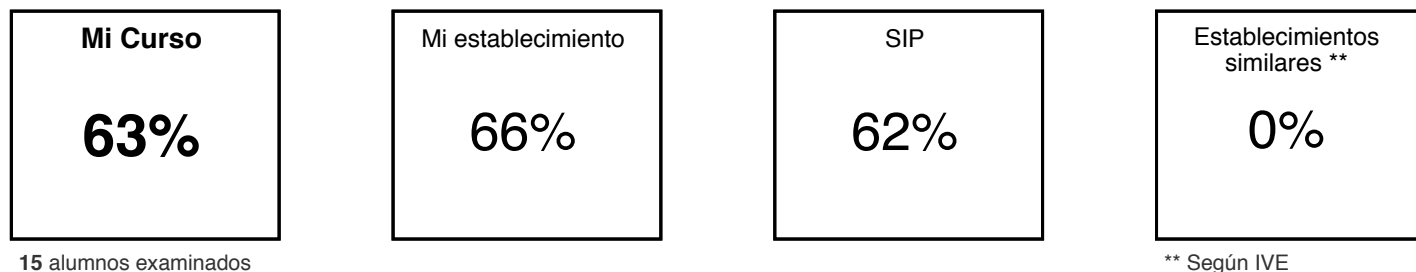 Mi Curso
63%
15 alumnos examinados
Mi establecimiento
66%
SIP
62%
Establecimientos
similares **
0%
** Según IVE